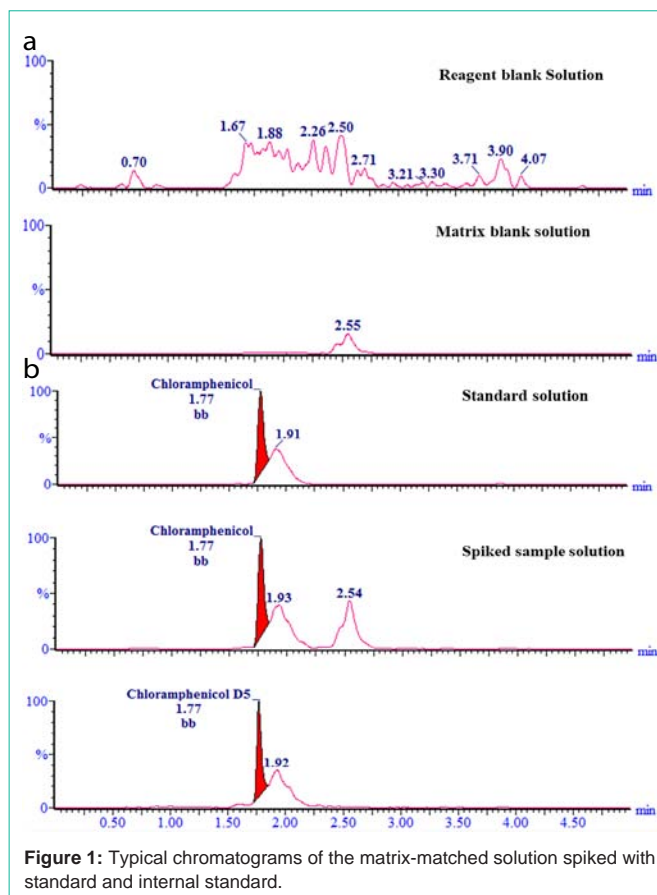 a
100
Reagent blank Solution
%
0.70
1.67
1.88
2.26
2.50
2.71
3.21
3.30
3.71
3.90
4.07
0
min
Matrix blank solution
100
%
2.55
0
min
b
Chloramphenicol
100
1.77
bb
Standard solution
%
1.91
0
min
Chloramphenicol
100
1.77
bb
Spiked sample solution
%
1.93
2.54
0
min
Chloramphenicol D5
100
1.77
bb
%
1.92
0
min
0.50 1.00 1.50 2.00 2.50 3.00 3.50 4.00 4.50
Figure 1: Typical chromatograms of the matrix-matched solution spiked with
standard and internal standard.